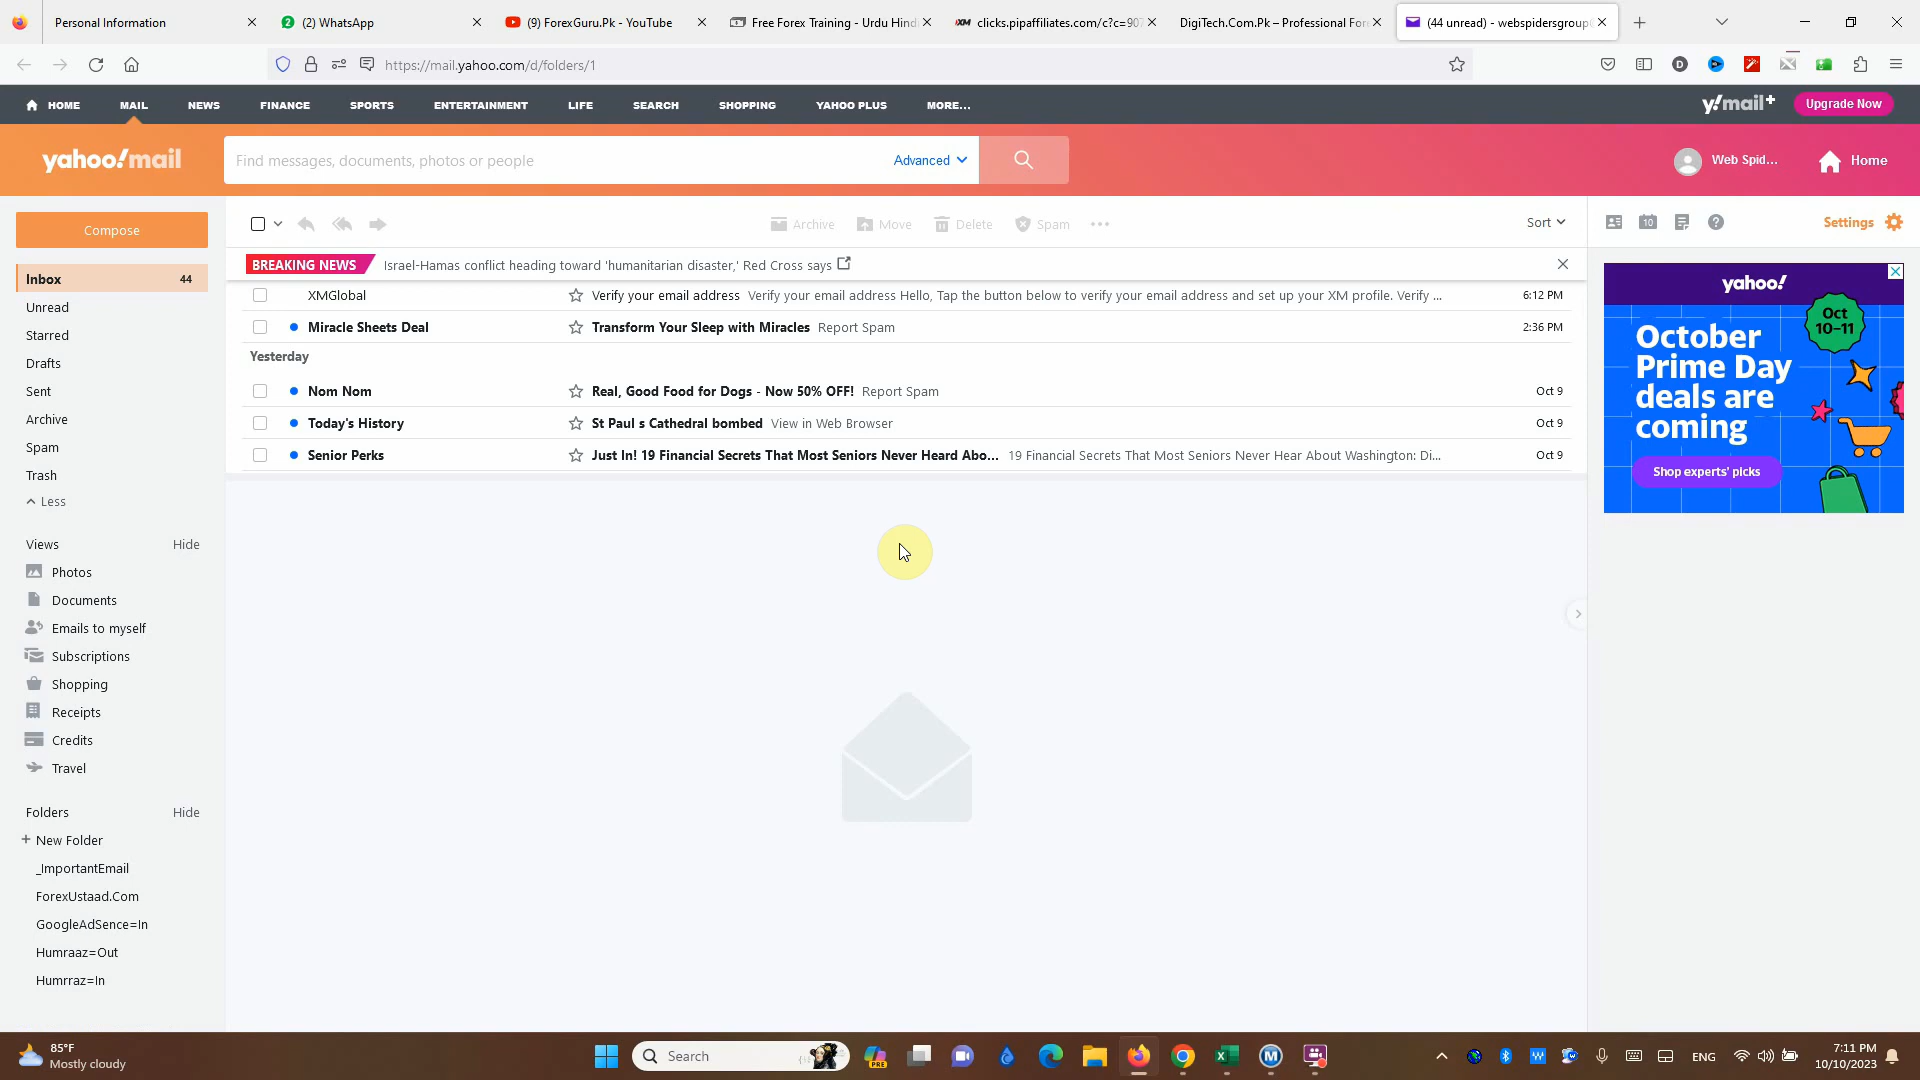 Personal Information
(2) WhatsApp
(9) ForexGuru.Pk - YouTube
Free Forex Training - Urdu Hind
clicks.pipaffiliates.com/c?c=907
DigiTech.Com.Pk – Professional Fore
(44 unread) - webspidersgroup@
https://mail.yahoo.com/d/folders/1
HOME
MAIL
NEWS
FINANCE
SPORTS
ENTERTAINMENT
LIFE
SEARCH
SHOPPING
YAHOO PLUS
MORE...
y!mail+
Upgrade Now
yahoo!mail
Find messages, documents, photos or people
Advanced
Web Spid...
Home
Compose
Archive
Move
Delete
Spam
Sort
10
Settings
BREAKING NEWS
Israel-Hamas conflict heading toward 'humanitarian disaster,' Red Cross says
Inbox 44
Unread
Starred
Drafts
Sent
Archive
Spam
Trash
Less
Views Hide
Photos
Documents
Emails to myself
Subscriptions
Shopping
Receipts
Credits
Travel
Folders Hide
New Folder
_ImportantEmail
ForexUstaad.Com
GoogleAdSence=In
Humraaz=Out
Humrraz=In
XMGlobal Verify your email address Verify your email address Hello, Tap the button below to verify your email address and set up your XM profile. Verify ... 6:12 PM
Miracle Sheets Deal Transform Your Sleep with Miracles Report Spam 2:36 PM
Yesterday
Nom Nom Real, Good Food for Dogs - Now 50% OFF! Report Spam Oct 9
Today's History St Paul s Cathedral bombed View in Web Browser Oct 9
Senior Perks Just In! 19 Financial Secrets That Most Seniors Never Heard Abo... 19 Financial Secrets That Most Seniors Never Hear About Washington: Di... Oct 9
yahoo!
Oct
10–11
October
Prime Day
deals are
coming
Shop experts' picks
85°F
Mostly cloudy
Search
PRE
ENG
7:11 PM
10/10/2023